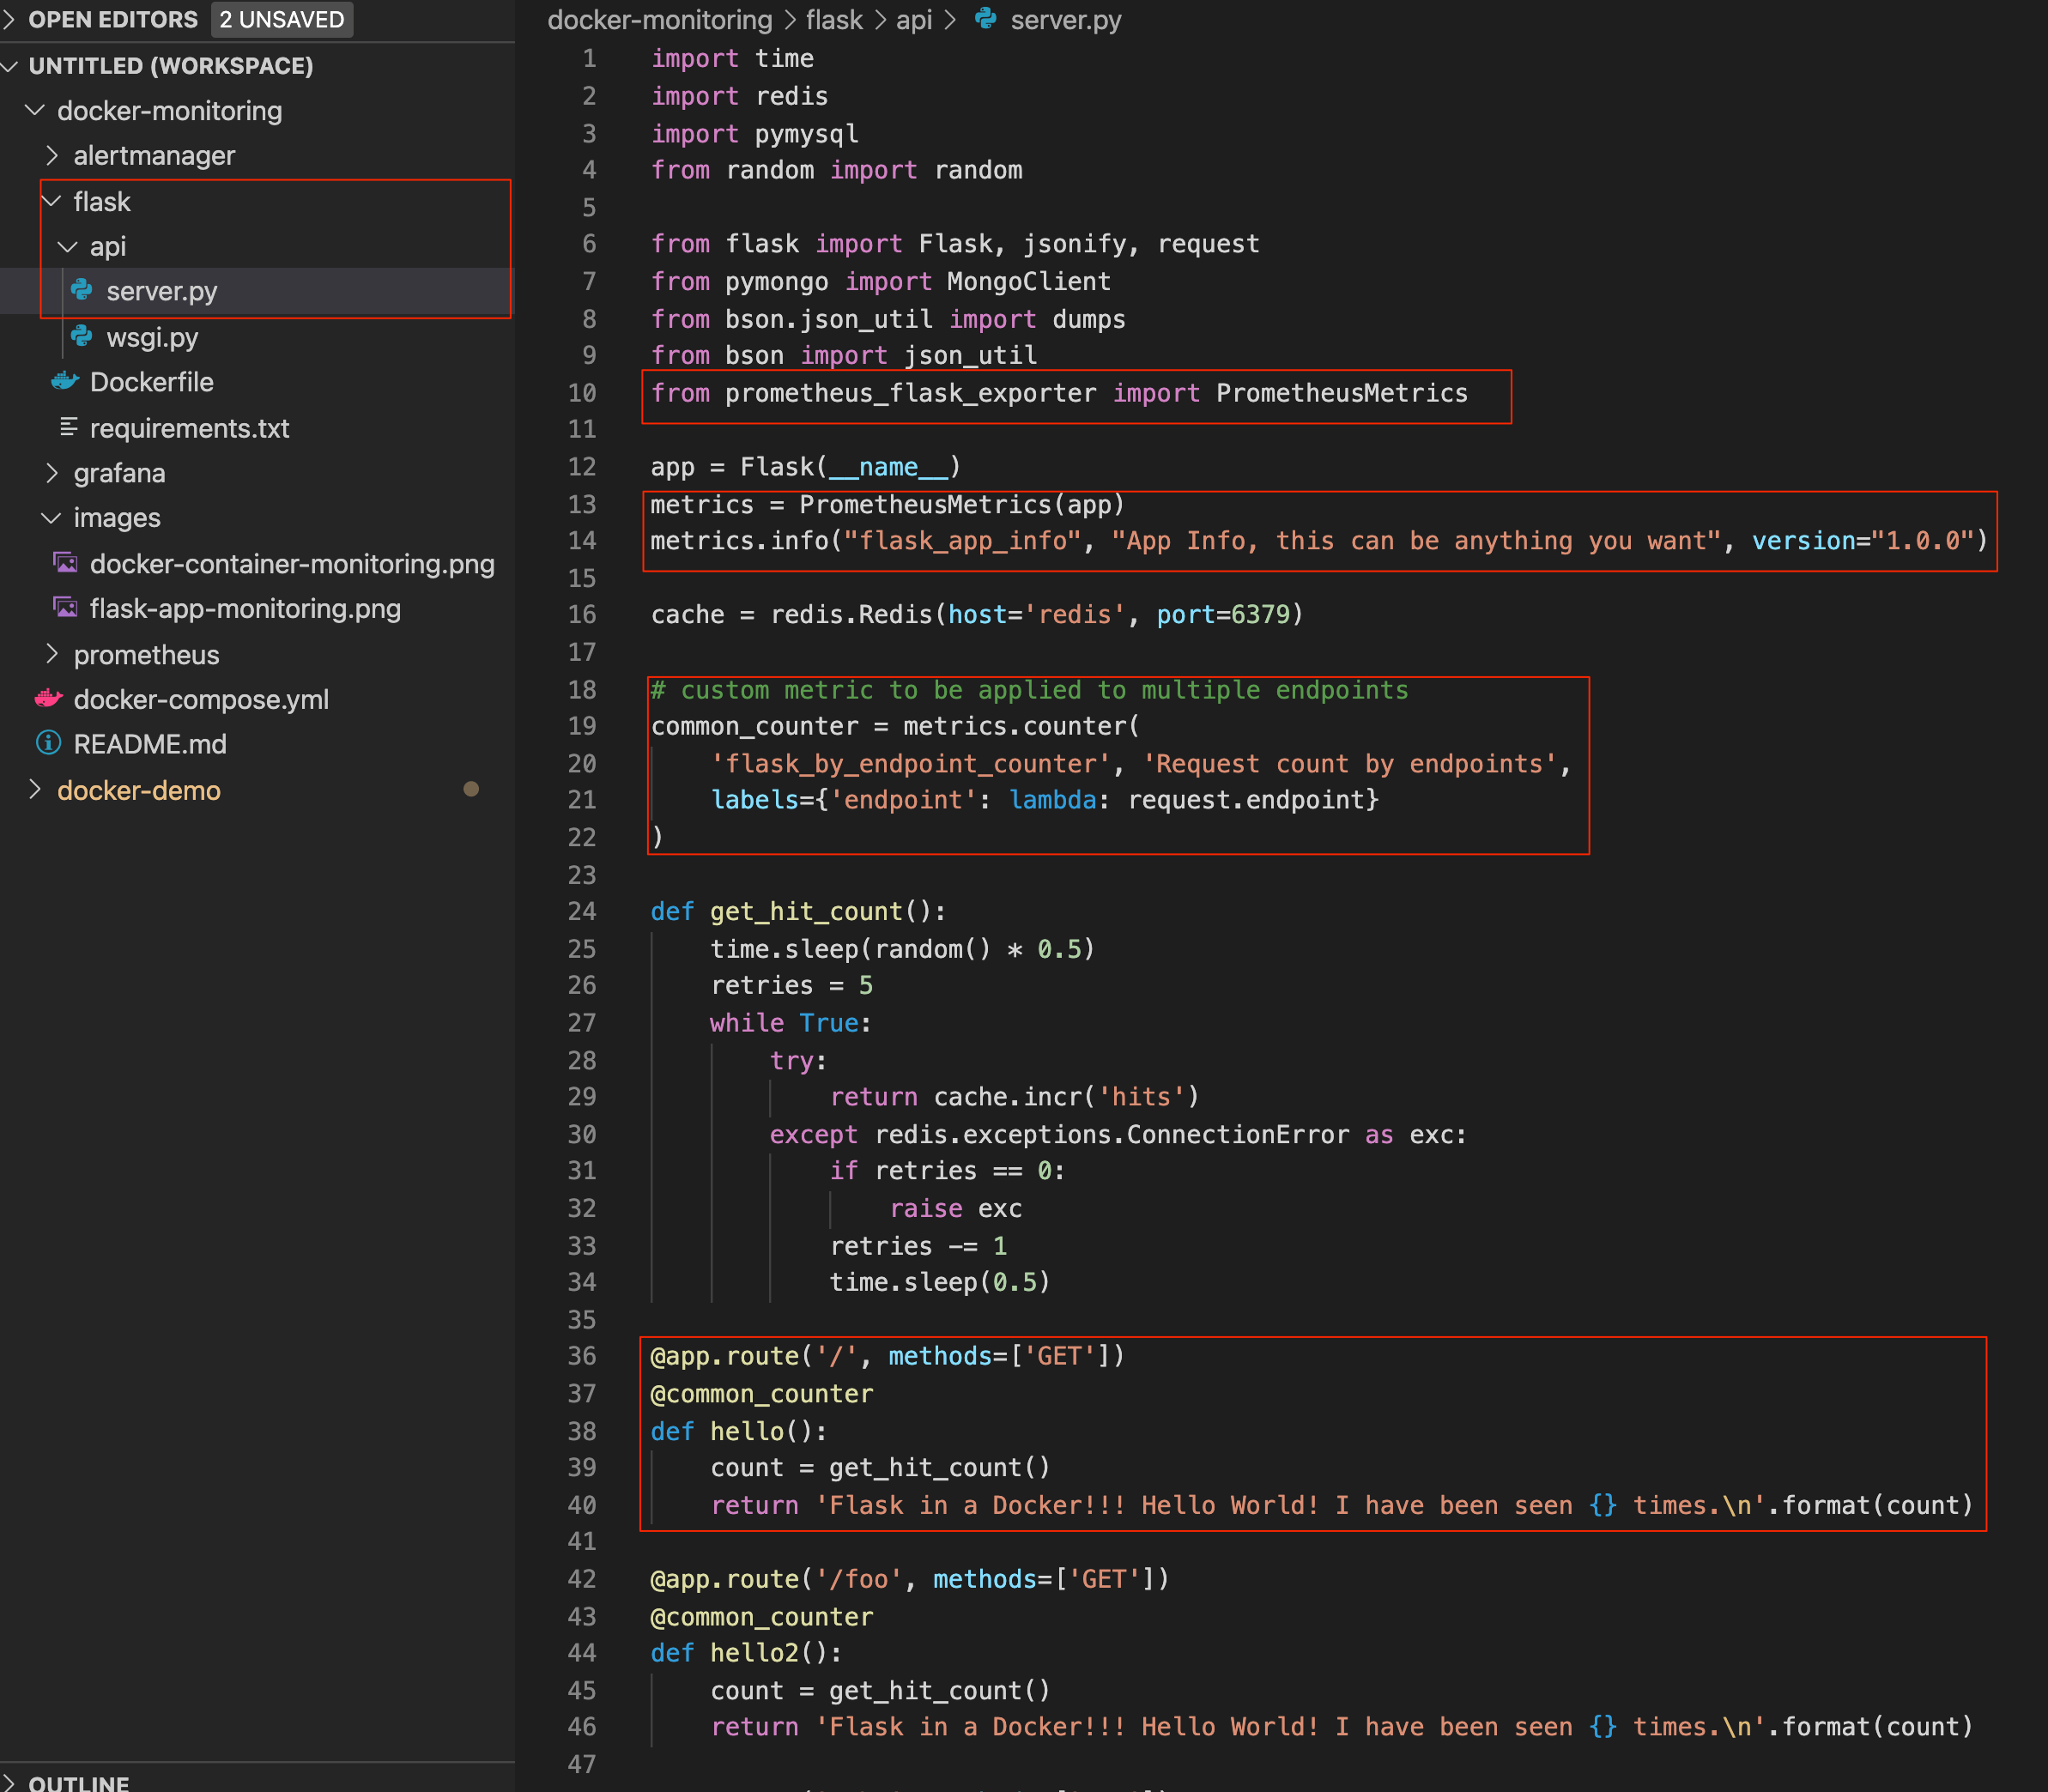 OPEN EDITORS 2 UNSAVED
UNTITLED (WORKSPACE)
docker-monitoring
alertmanager
flask
api
server.py
wsgi.py
Dockerfile
requirements.txt
grafana
images
docker-container-monitoring.png
flask-app-monitoring.png
prometheus
docker-compose.yml
README.md
docker-demo
OUTLINE
docker-monitoring > flask > api > server.py
1 import time
2 import redis
3 import pymysql
4 from random import random
5
6 from flask import Flask, jsonify, request
7 from pymongo import MongoClient
8 from bson.json_util import dumps
9 from bson import json_util
10 from prometheus_flask_exporter import PrometheusMetrics
11
12 app = Flask(__name__)
13 metrics = PrometheusMetrics(app)
14 metrics.info("flask_app_info", "App Info, this can be anything you want", version="1.0.0")
15
16 cache = redis.Redis(host='redis', port=6379)
17
18 # custom metric to be applied to multiple endpoints
19 common_counter = metrics.counter(
20     'flask_by_endpoint_counter', 'Request count by endpoints',
21     labels={'endpoint': lambda: request.endpoint}
22 )
23
24 def get_hit_count():
25     time.sleep(random() * 0.5)
26     retries = 5
27     while True:
28         try:
29             return cache.incr('hits')
30         except redis.exceptions.ConnectionError as exc:
31             if retries == 0:
32                 raise exc
33             retries -= 1
34             time.sleep(0.5)
35
36 @app.route('/', methods=['GET'])
37 @common_counter
38 def hello():
39     count = get_hit_count()
40     return 'Flask in a Docker!!! Hello World! I have been seen {} times.\n'.format(count)
41
42 @app.route('/foo', methods=['GET'])
43 @common_counter
44 def hello2():
45     count = get_hit_count()
46     return 'Flask in a Docker!!! Hello World! I have been seen {} times.\n'.format(count)
47